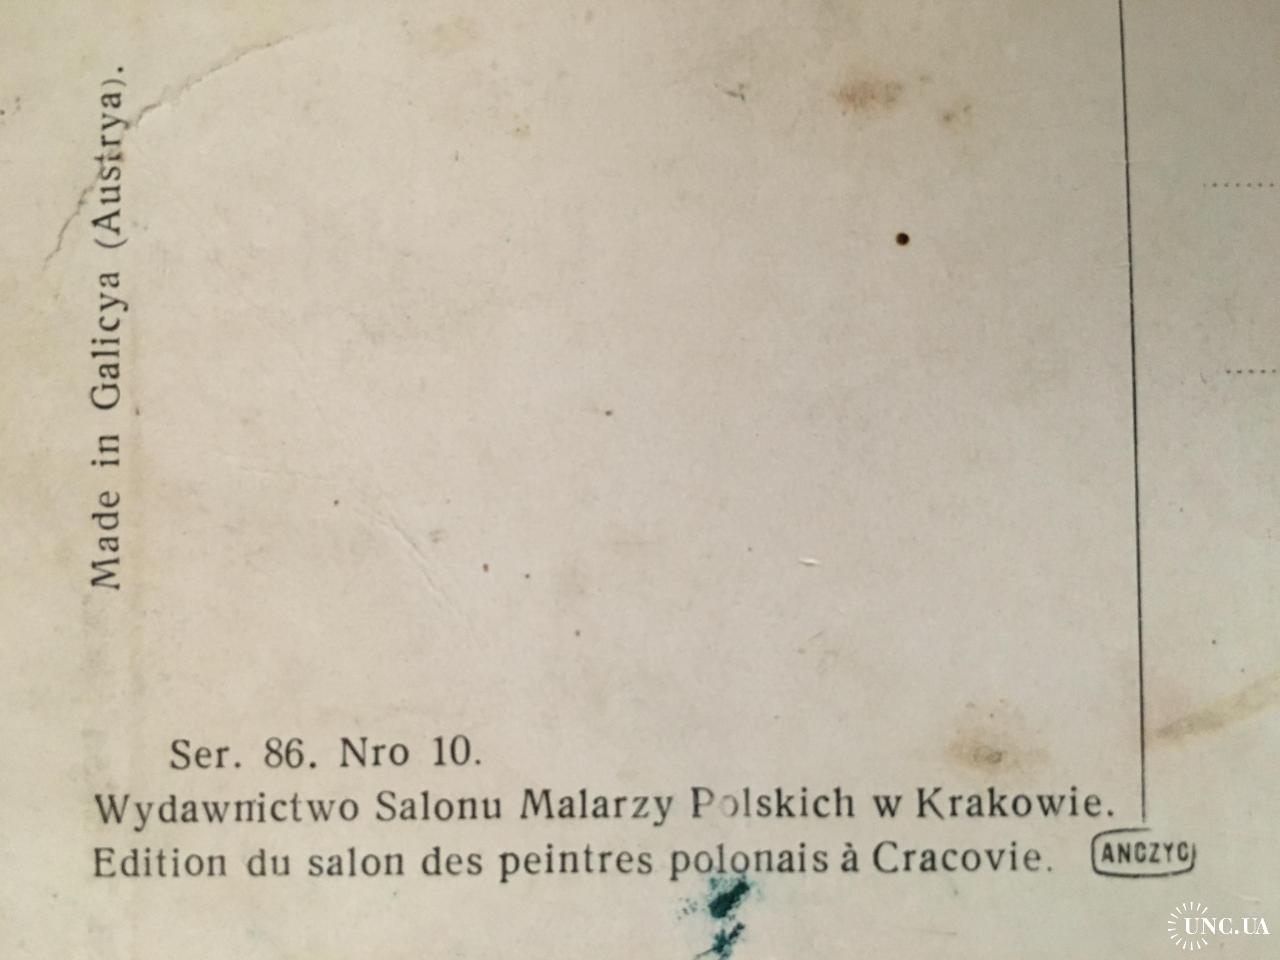 Made in Galicya (Austrya).
Ser. 86. Nro 10.
Wydawnictwo Salonu Malarzy Polskich w Krakowie.
Edition du salon des peintres polonais à Cracovie.
ANCZYC
UNC.UA